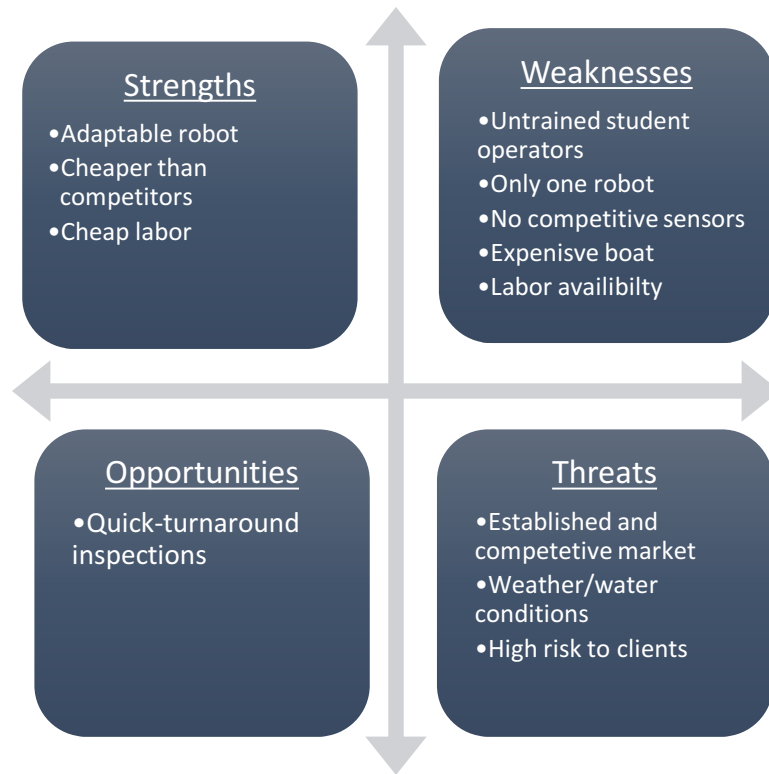 Strengths
•Adaptable robot
•Cheaper than
competitors
•Cheap labor
Weaknesses
•Untrained student
operators
•Only one robot
•No competitive sensors
•Expenisve boat
•Labor availibilty
Opportunities
•Quick-turnaround
inspections
Threats
•Established and
competetive market
•Weather/water
conditions
•High risk to clients